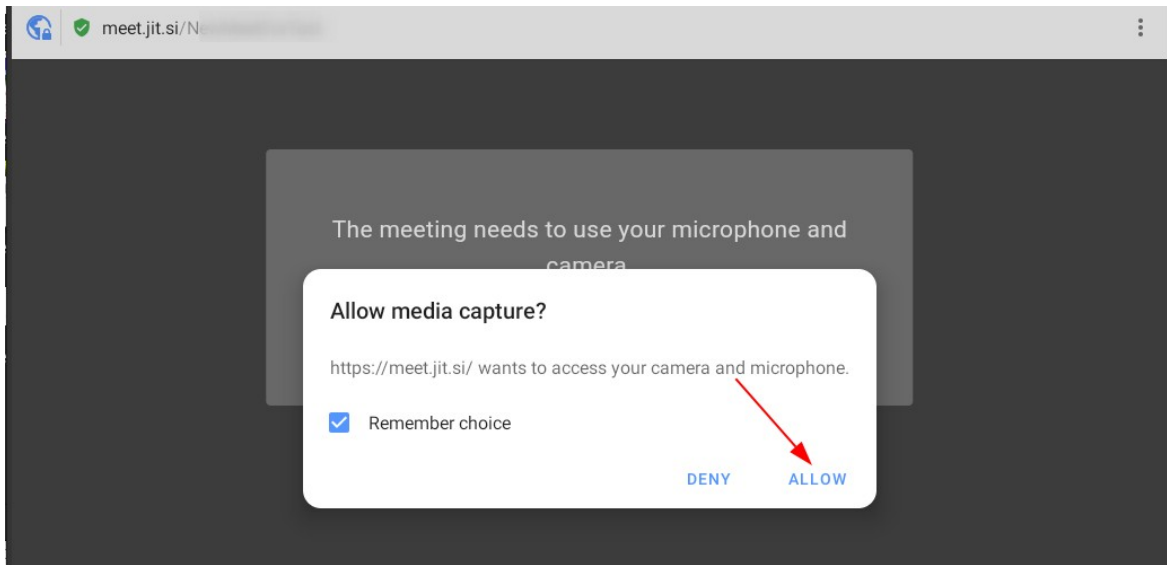 meet.jit.si/N
The meeting needs to use your microphone and
camera
Allow media capture?
https://meet.jit.si/ wants to access your camera and microphone.
Remember choice
DENY ALLOW